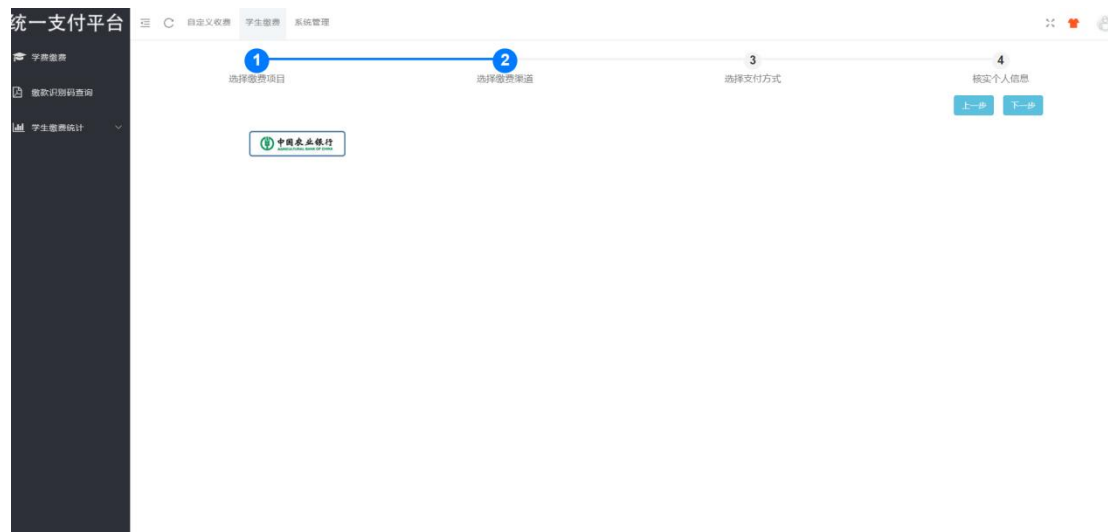 统一支付平台
自定义收费 学生缴费 系统管理
学费缴费
缴款识别码查询
学生缴费统计
1 2 3 4
选择缴费项目 选择缴费渠道 选择支付方式 核实个人信息
上一步 下一步
中国农业银行
AGRICULTURAL BANK OF CHINA